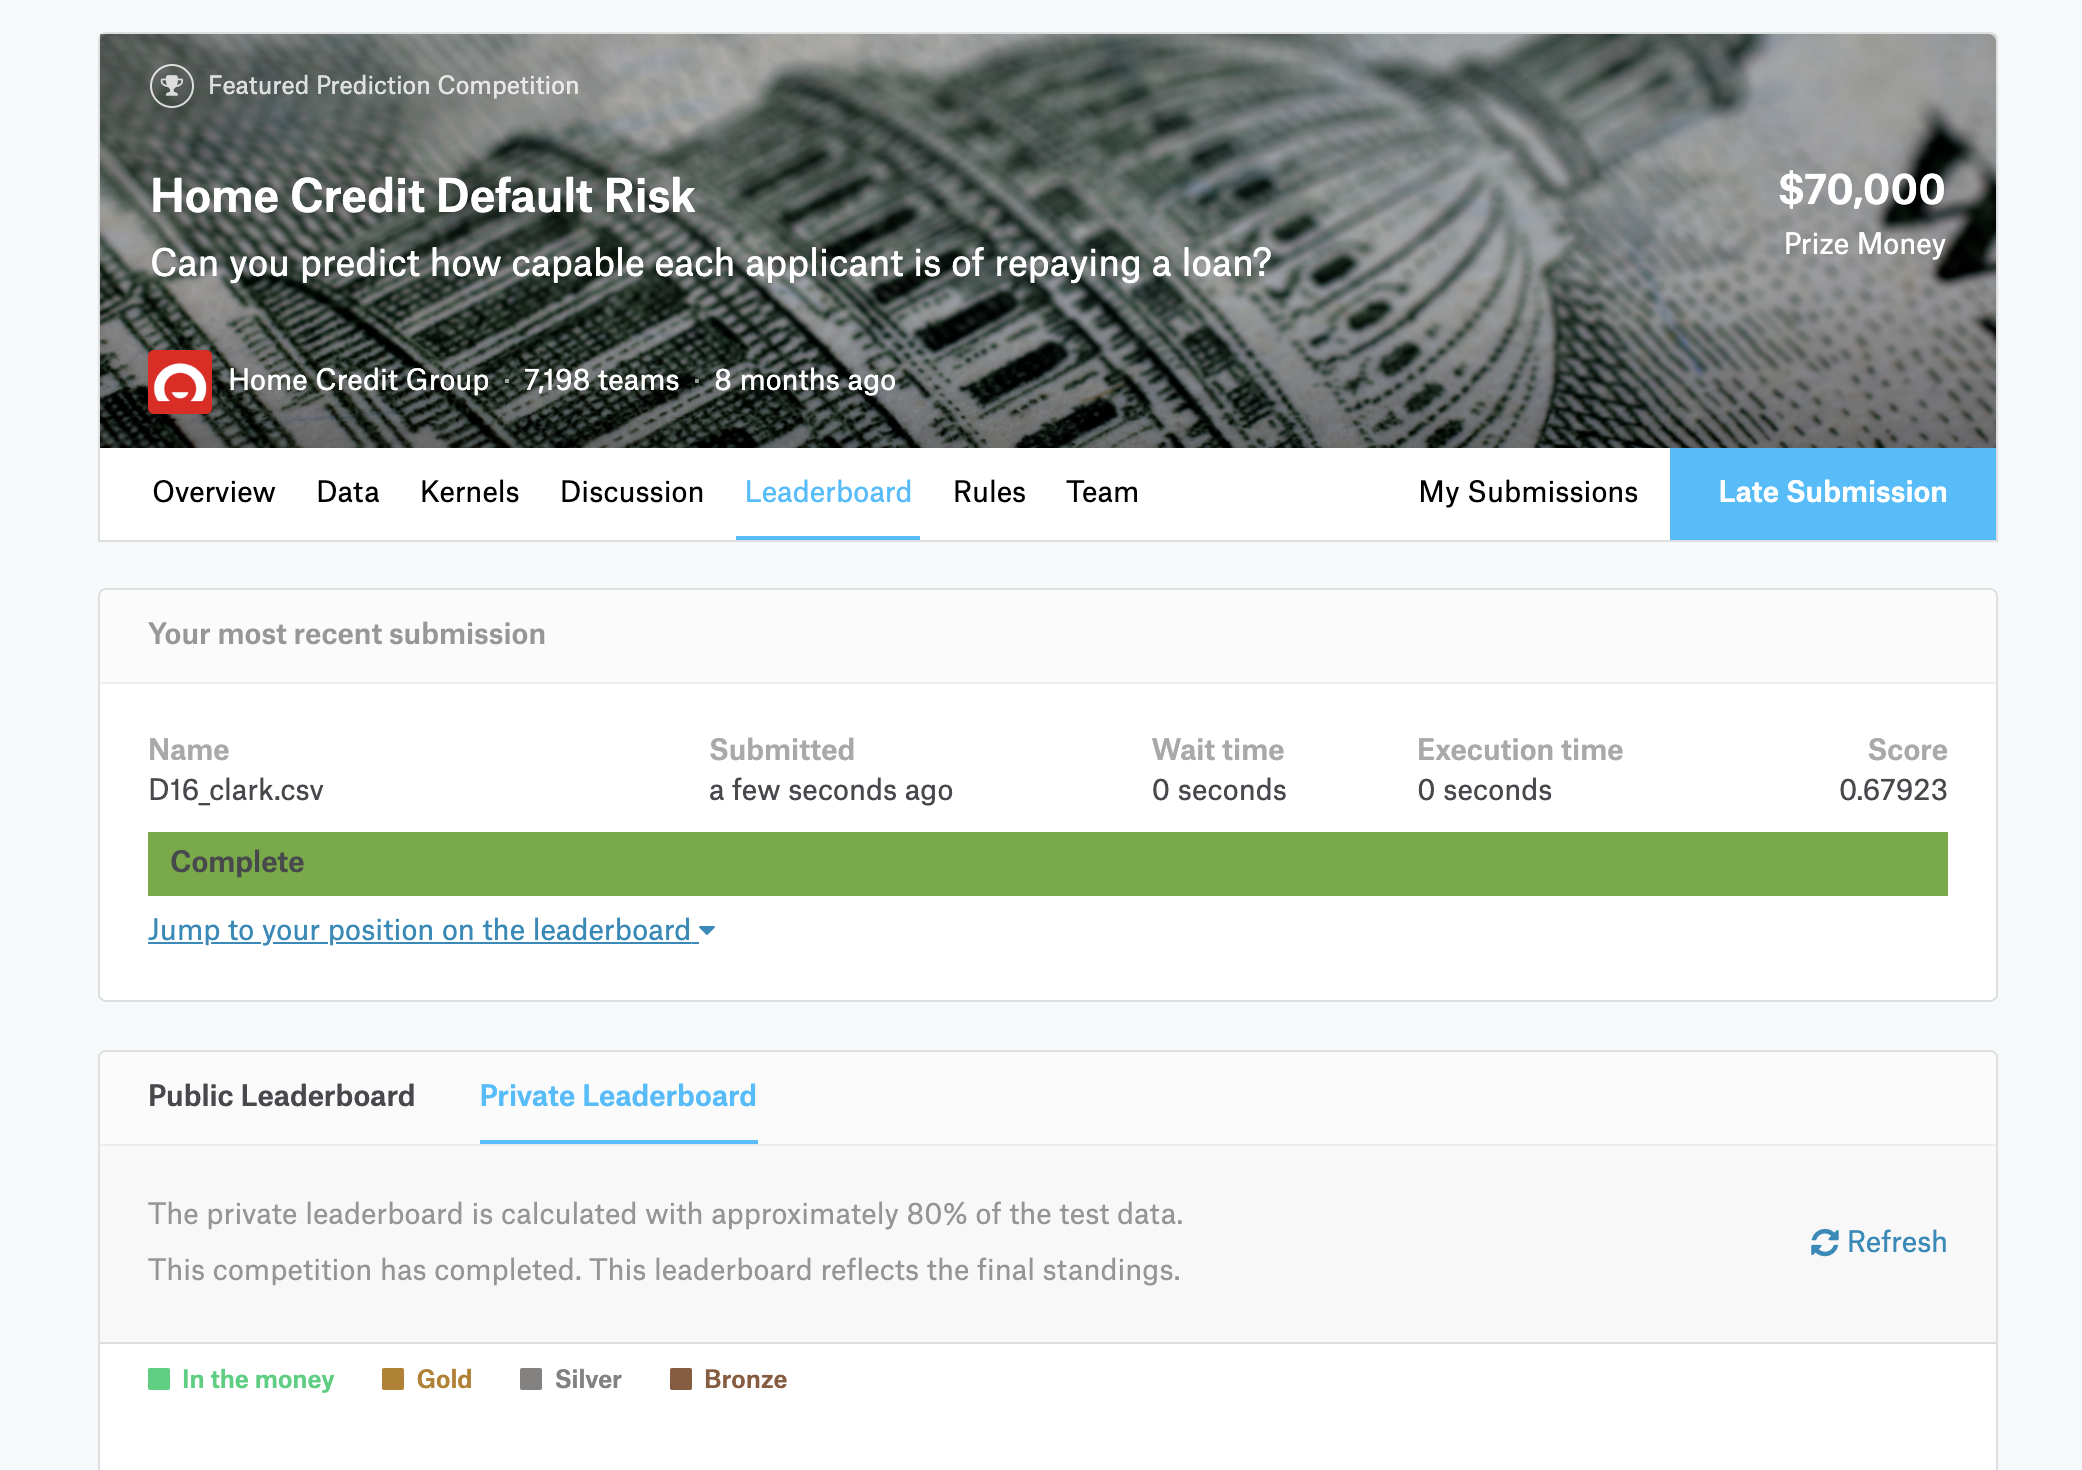 Featured Prediction Competition
Home Credit Default Risk
Can you predict how capable each applicant is of repaying a loan?
$70,000
Prize Money
Home Credit Group · 7,198 teams · 8 months ago
Overview Data Kernels Discussion Leaderboard Rules Team My Submissions Late Submission
Your most recent submission
Name Submitted Wait time Execution time Score
D16_clark.csv a few seconds ago 0 seconds 0 seconds 0.67923
Complete
Jump to your position on the leaderboard
Public Leaderboard Private Leaderboard
The private leaderboard is calculated with approximately 80% of the test data.
This competition has completed. This leaderboard reflects the final standings.
Refresh
In the money Gold Silver Bronze